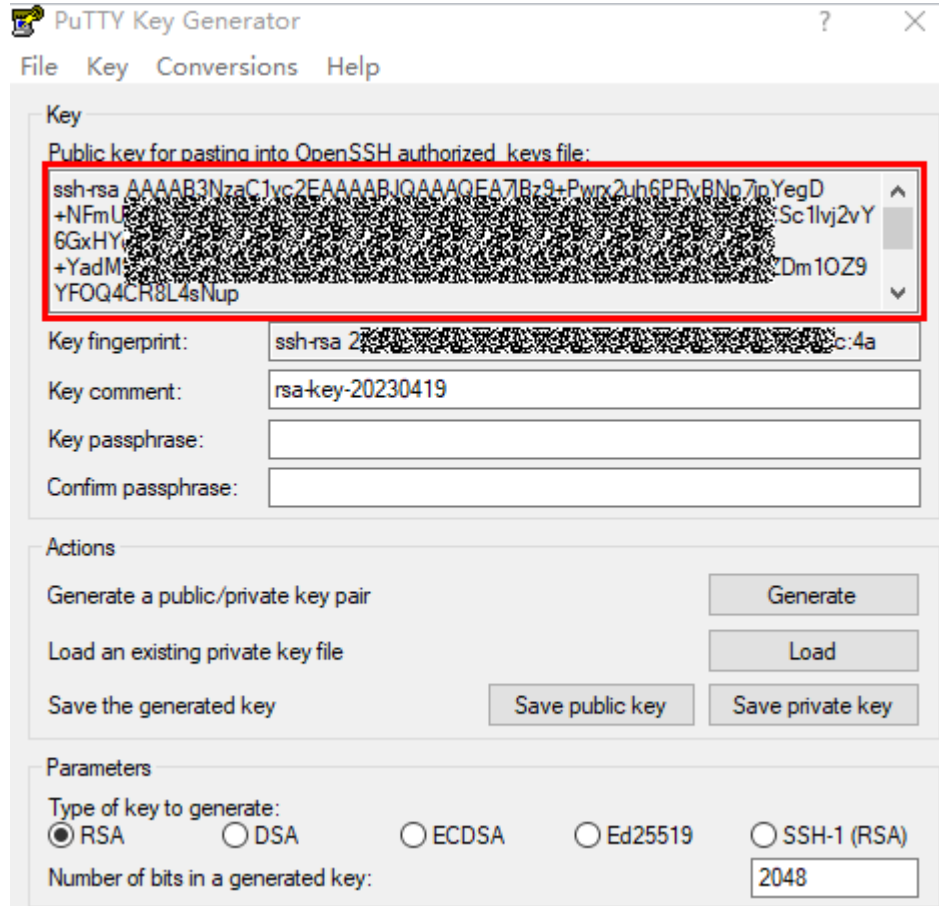 PuTTY Key Generator ?
File Key Conversions Help
Key
Public key for pasting into OpenSSH authorized_keys file:
ssh-rsa AAAAB3NzaC1yc2EAAAABJQAAAQEA7lBz9+Pwrx2uh6PRvBNp7jpYegD
+NFmU Sc1lvj2vY
6GxHY
+YadM ZDm1OZ9
YFOQ4CR8L4sNup
Key fingerprint: ssh-rsa 2 c:4a
Key comment: rsa-key-20230419
Key passphrase:
Confirm passphrase:
Actions
Generate a public/private key pair Generate
Load an existing private key file Load
Save the generated key Save public key Save private key
Parameters
Type of key to generate:
RSA DSA ECDSA Ed25519 SSH-1 (RSA)
Number of bits in a generated key: 2048